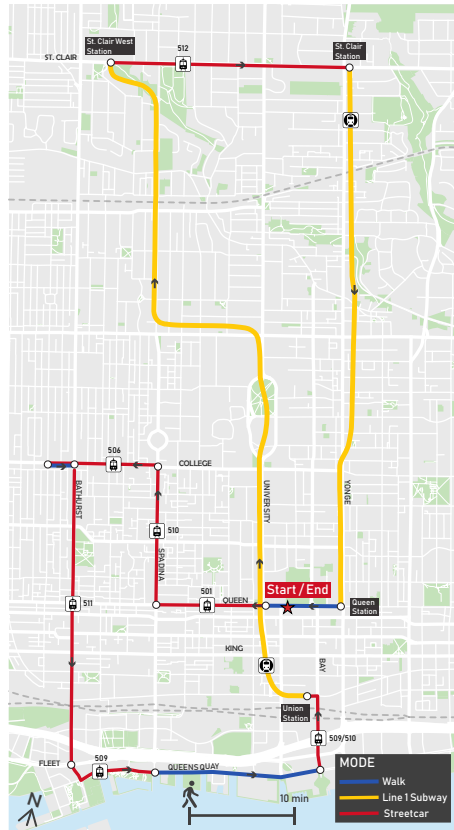 St. Clair West
Station
ST. CLAIR
512
St. Clair
Station
506
COLLEGE
BATHURST
UNIVERSITY
YONGE
510
SPADINA
501
QUEEN
Start / End
Queen
Station
511
KING
BAY
Union
Station
509/510
FLEET
509
QUEENS QUAY
N
10 min
MODE
Walk
Line 1 Subway
Streetcar